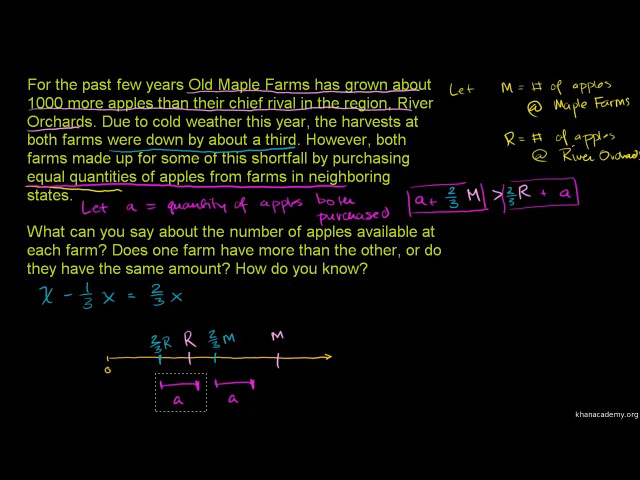 For the past few years Old Maple Farms has grown about
1000 more apples than their chief rival in the region, River
Orchards. Due to cold weather this year, the harvests at
both farms were down by about a third. However, both
farms made up for some of this shortfall by purchasing
equal quantities of apples from farms in neighboring
states.
Let a = quantity of apples both
purchased
Let M = # of apples
@ Maple Farms
R = # of apples
@ River Orchards
a + 2/3 M > 2/3 R + a
What can you say about the number of apples available at
each farm? Does one farm have more than the other, or do
they have the same amount? How do you know?
x - 1/3 x = 2/3 x
2/3 R R 2/3 M M
0
a a
khanacademy.org